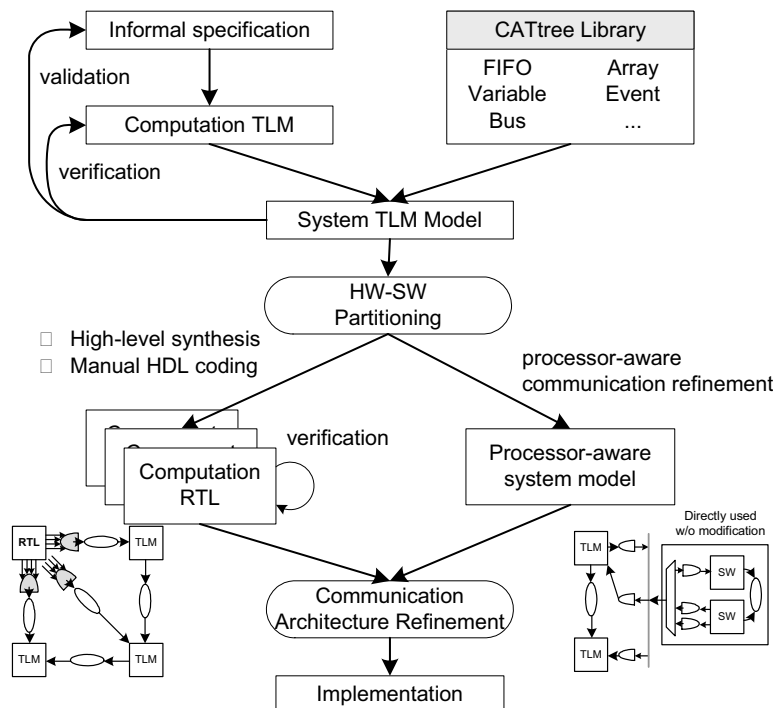 Informal specification
CATtree Library
validation
FIFO
Array
Variable
Event
Bus
...
Computation TLM
verification
System TLM Model
HW-SW
Partitioning
High-level synthesis
Manual HDL coding
processor-aware
communication refinement
verification
Computation
RTL
Processor-aware
system model
Directly used
w/o modification
RTL
TLM
TLM
SW
SW
Communication
Architecture Refinement
TLM
TLM
TLM
Implementation